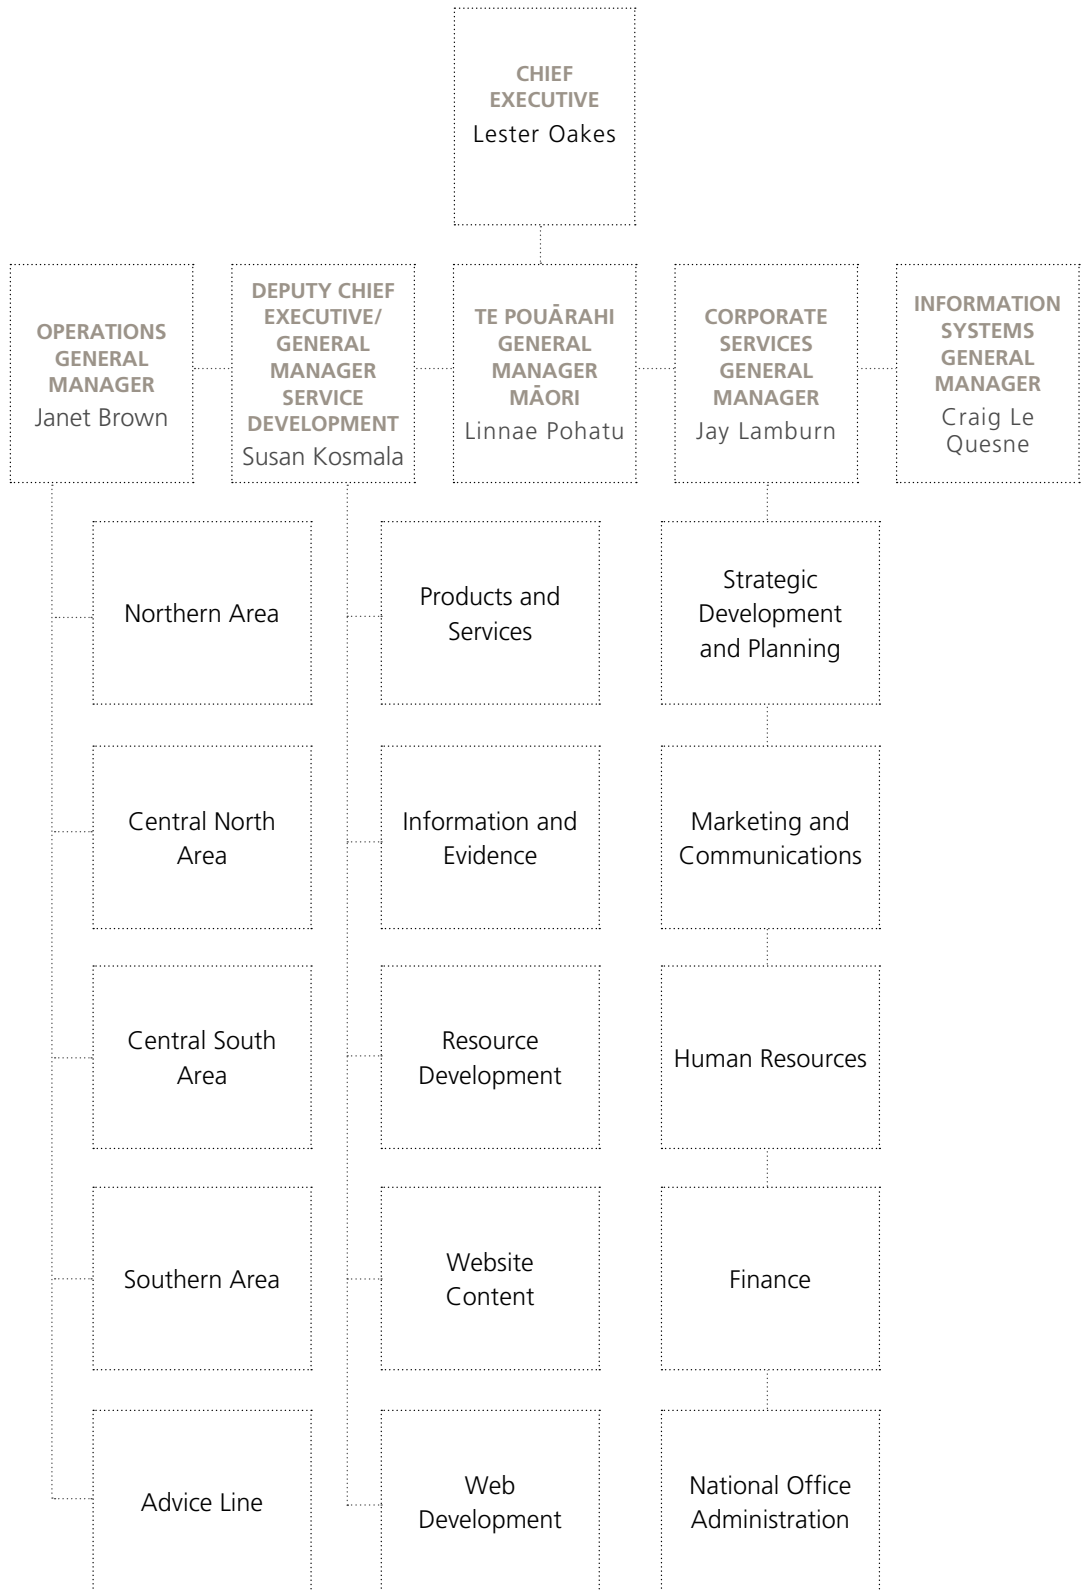 CHIEF
EXECUTIVE
Lester Oakes
OPERATIONS
GENERAL
MANAGER
Janet Brown
DEPUTY CHIEF
EXECUTIVE/
GENERAL
MANAGER
SERVICE
DEVELOPMENT
Susan Kosmala
TE POUĀRAHI
GENERAL
MANAGER
MĀORI
Linnae Pohatu
CORPORATE
SERVICES
GENERAL
MANAGER
Jay Lamburn
INFORMATION
SYSTEMS
GENERAL
MANAGER
Craig Le
Quesne
Northern Area
Products and
Services
Strategic
Development
and Planning
Central North
Area
Information and
Evidence
Marketing and
Communications
Central South
Area
Resource
Development
Human Resources
Southern Area
Website
Content
Finance
Advice Line
Web
Development
National Office
Administration